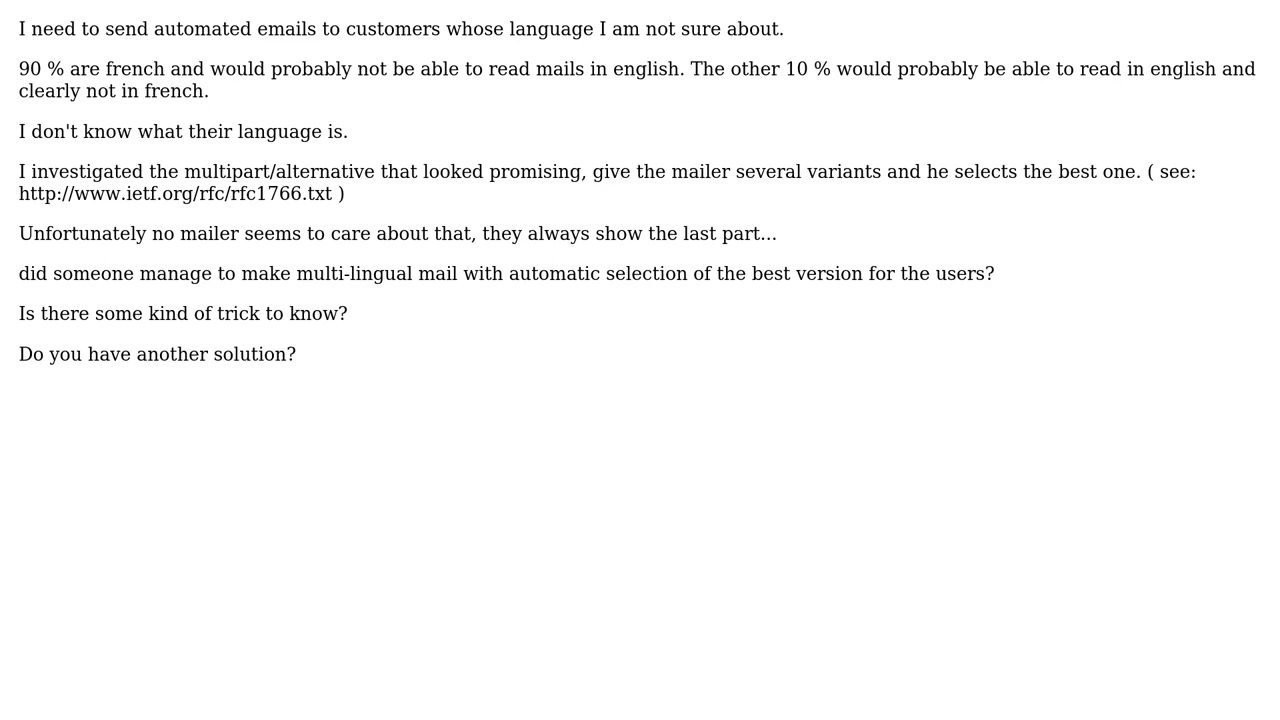 I need to send automated emails to customers whose language I am not sure about.
90 % are french and would probably not be able to read mails in english. The other 10 % would probably be able to read in english and
clearly not in french.
I don't know what their language is.
I investigated the multipart/alternative that looked promising, give the mailer several variants and he selects the best one. ( see:
http://www.ietf.org/rfc/rfc1766.txt )
Unfortunately no mailer seems to care about that, they always show the last part...
did someone manage to make multi-lingual mail with automatic selection of the best version for the users?
Is there some kind of trick to know?
Do you have another solution?